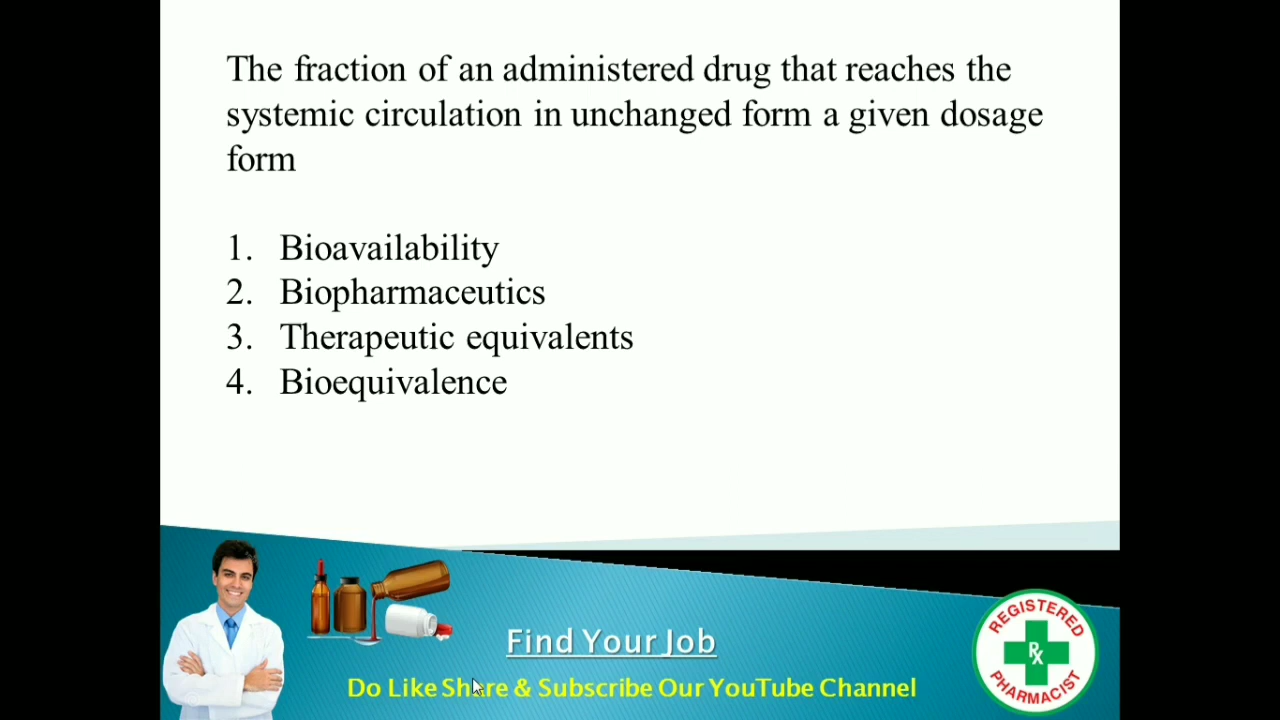 The fraction of an administered drug that reaches the
systemic circulation in unchanged form a given dosage
form
1. Bioavailability
2. Biopharmaceutics
3. Therapeutic equivalents
4. Bioequivalence
Find Your Job
Do Like Share & Subscribe Our YouTube Channel
REGISTERED
Rx
PHARMACIST